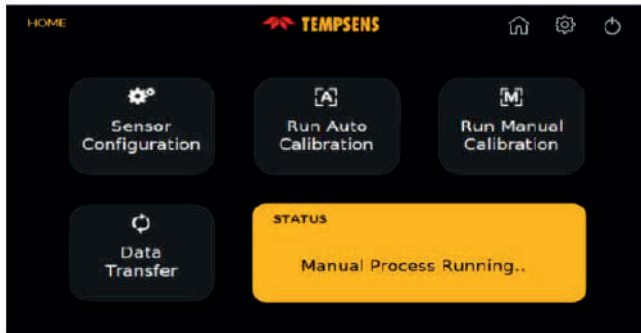 HOME
TEMPSENS
[A]
[M]
Sensor
Configuration
Run Auto
Calibration
Run Manual
Calibration
Data
Transfer
STATUS
Manual Process Running..